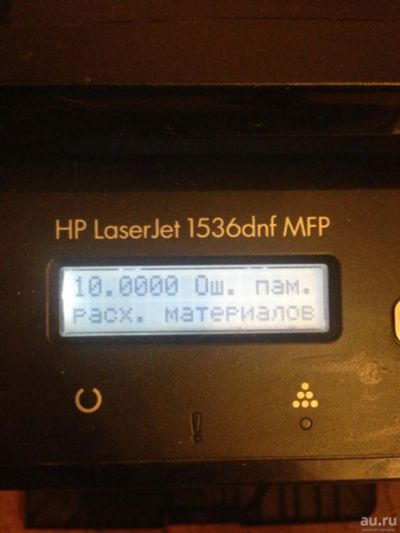 HP LaserJet 1536dnf MFP
10.0000 Ош. пам.
расх. материалов
au.ru